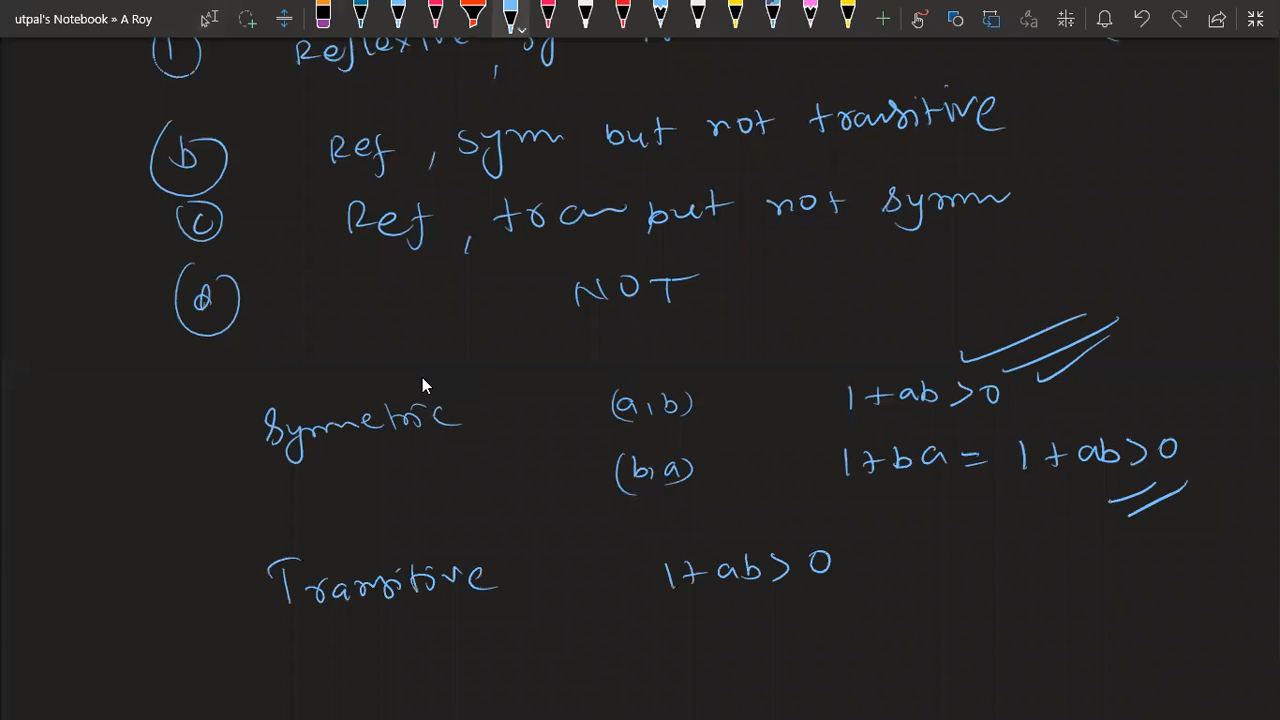 utpal's Notebook » A Roy
Reflexive,
(b) Ref, sym but not transitive
(c) Ref, tran but not symm
(d) NOT
Symmetric (a,b) 1+ab>0
(b,a) 1+ba = 1+ab>0
Transitive 1+ab>0